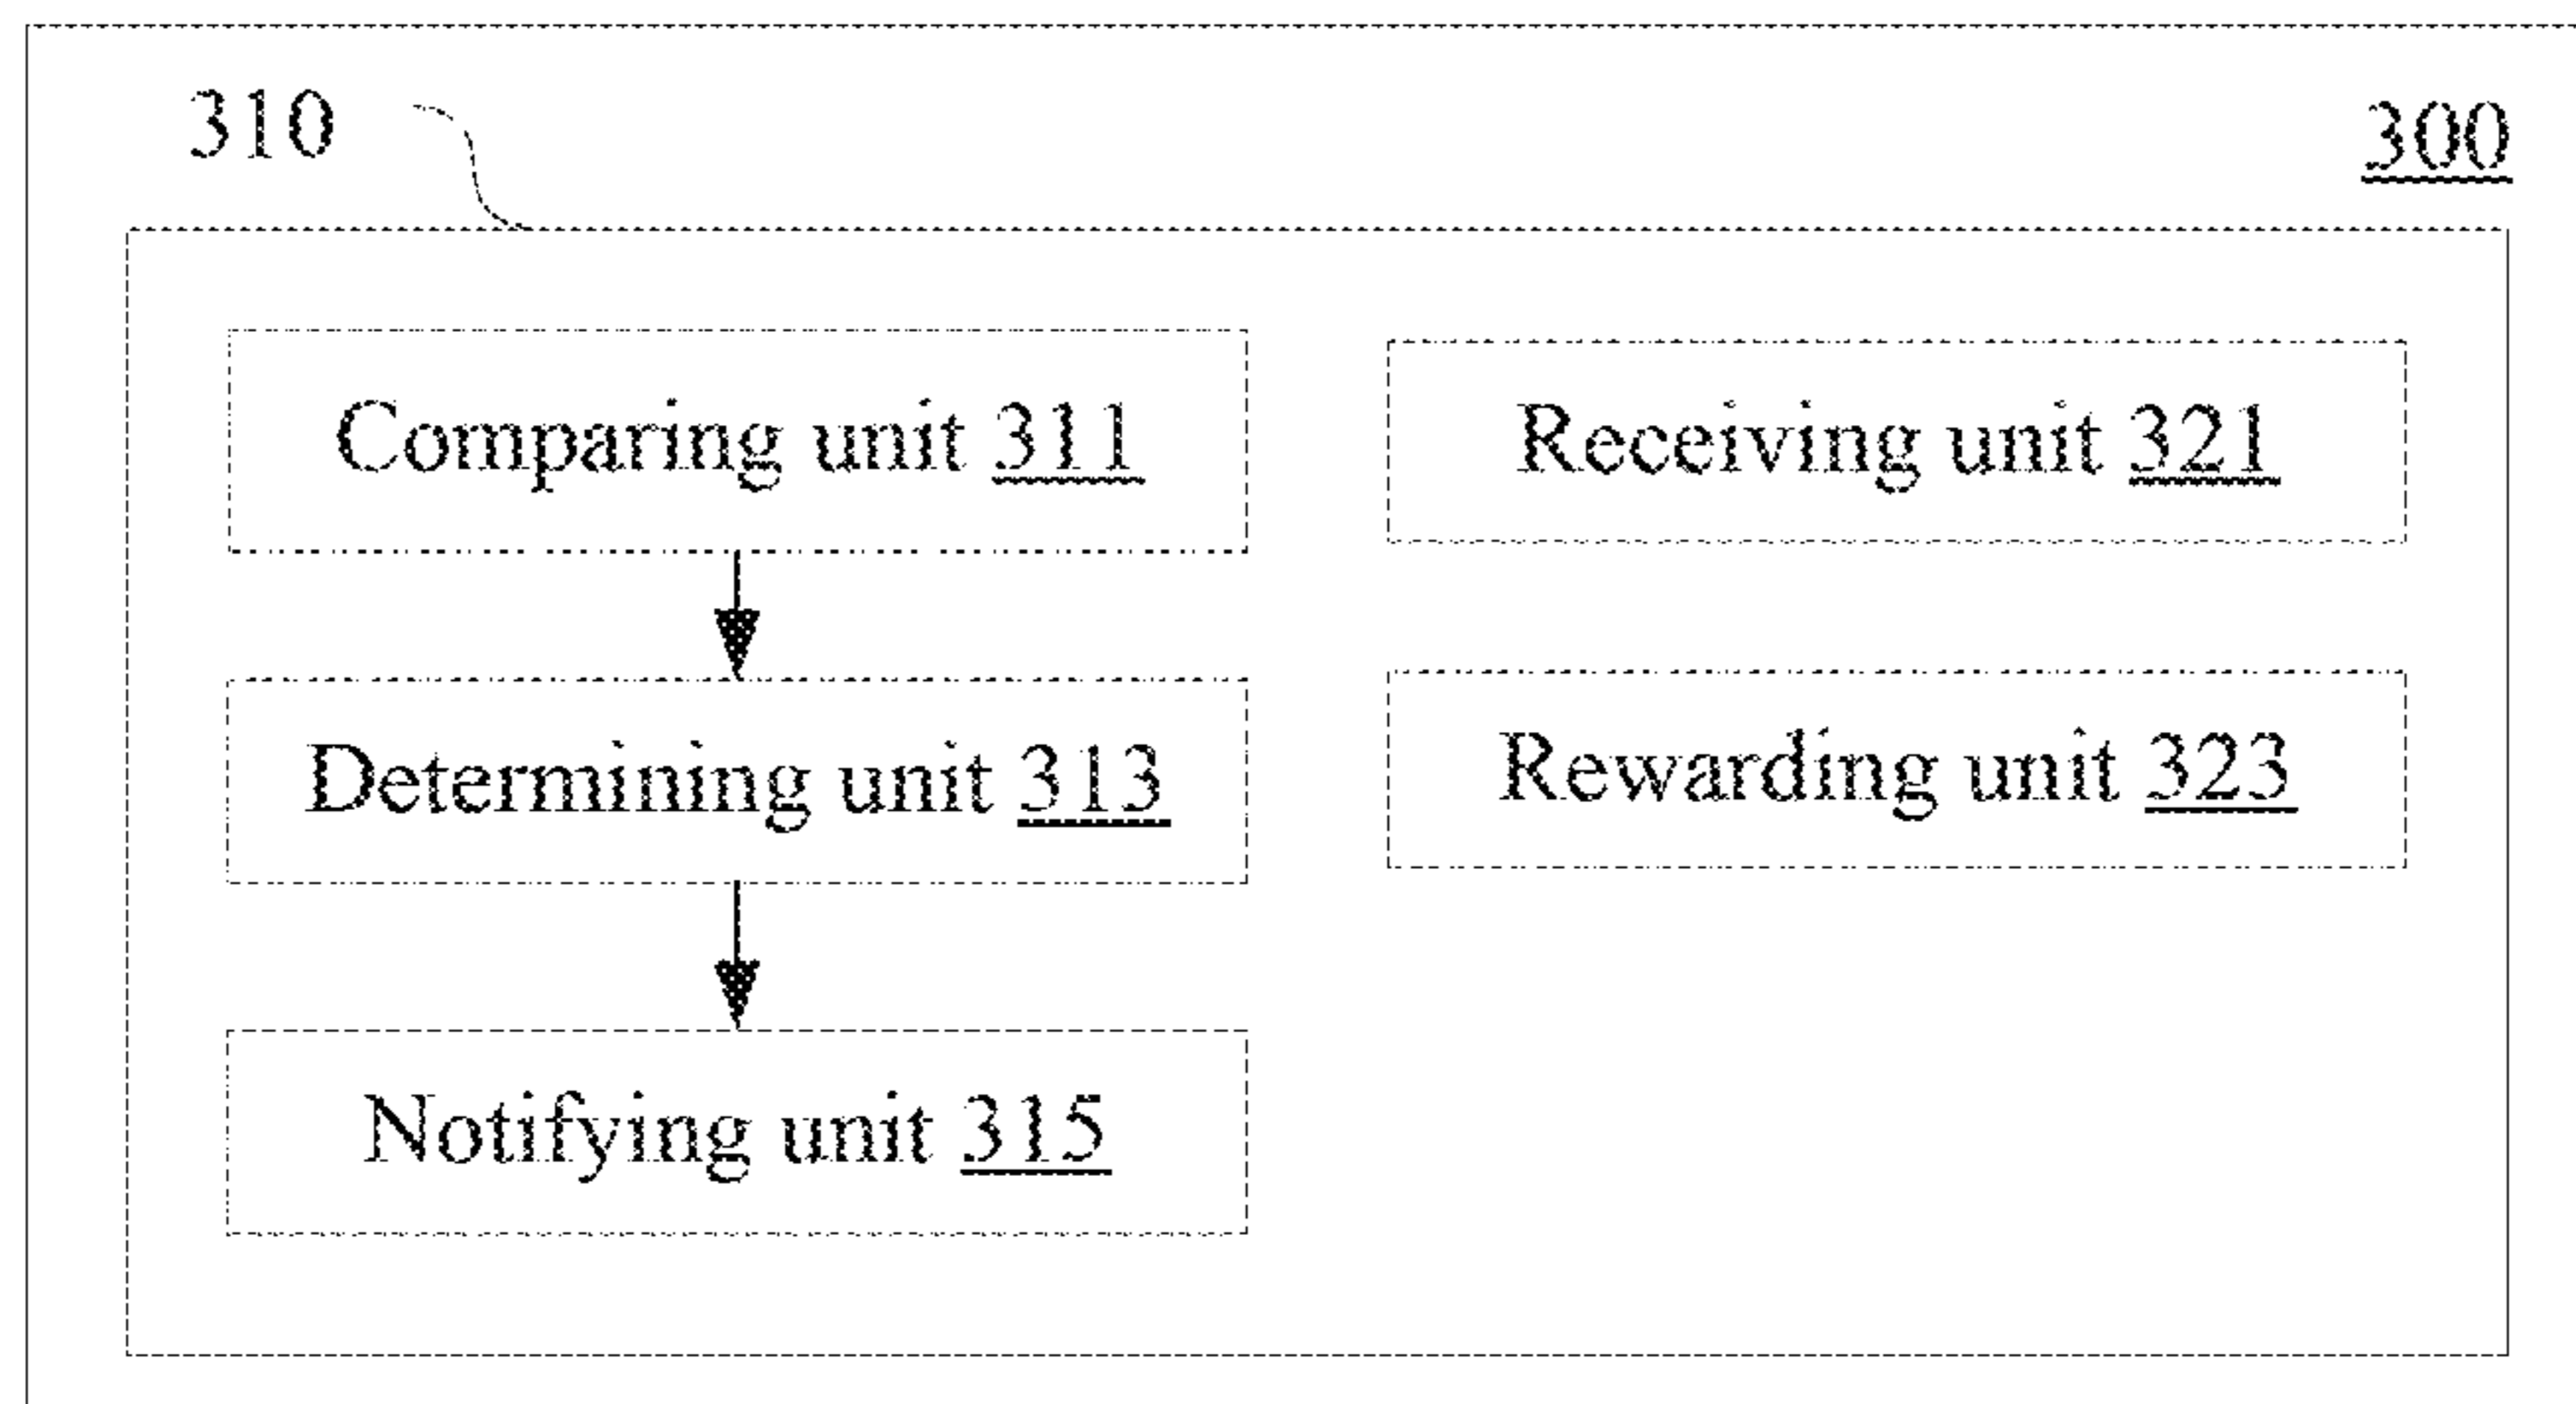 310
300
Comparing unit 311
Receiving unit 321
Determining unit 313
Rewarding unit 323
Notifying unit 315